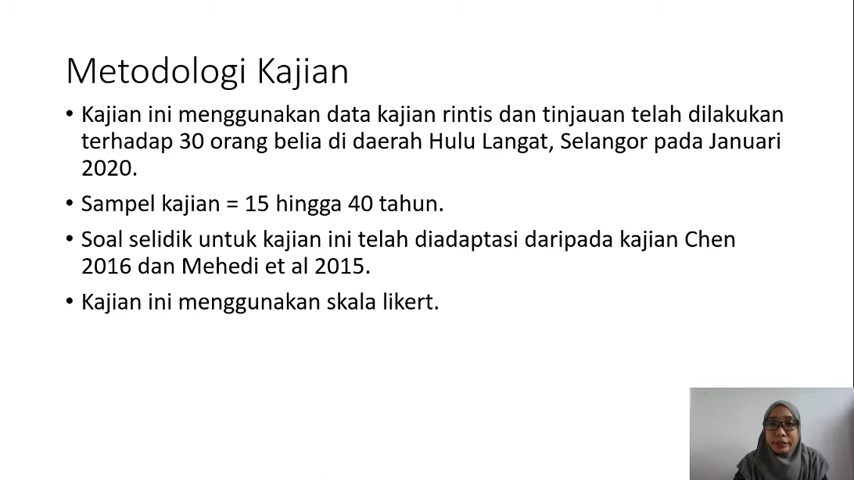 Metodologi Kajian
• Kajian ini menggunakan data kajian rintis dan tinjauan telah dilakukan
terhadap 30 orang belia di daerah Hulu Langat, Selangor pada Januari
2020.
• Sampel kajian = 15 hingga 40 tahun.
• Soal selidik untuk kajian ini telah diadaptasi daripada kajian Chen
2016 dan Mehedi et al 2015.
• Kajian ini menggunakan skala likert.